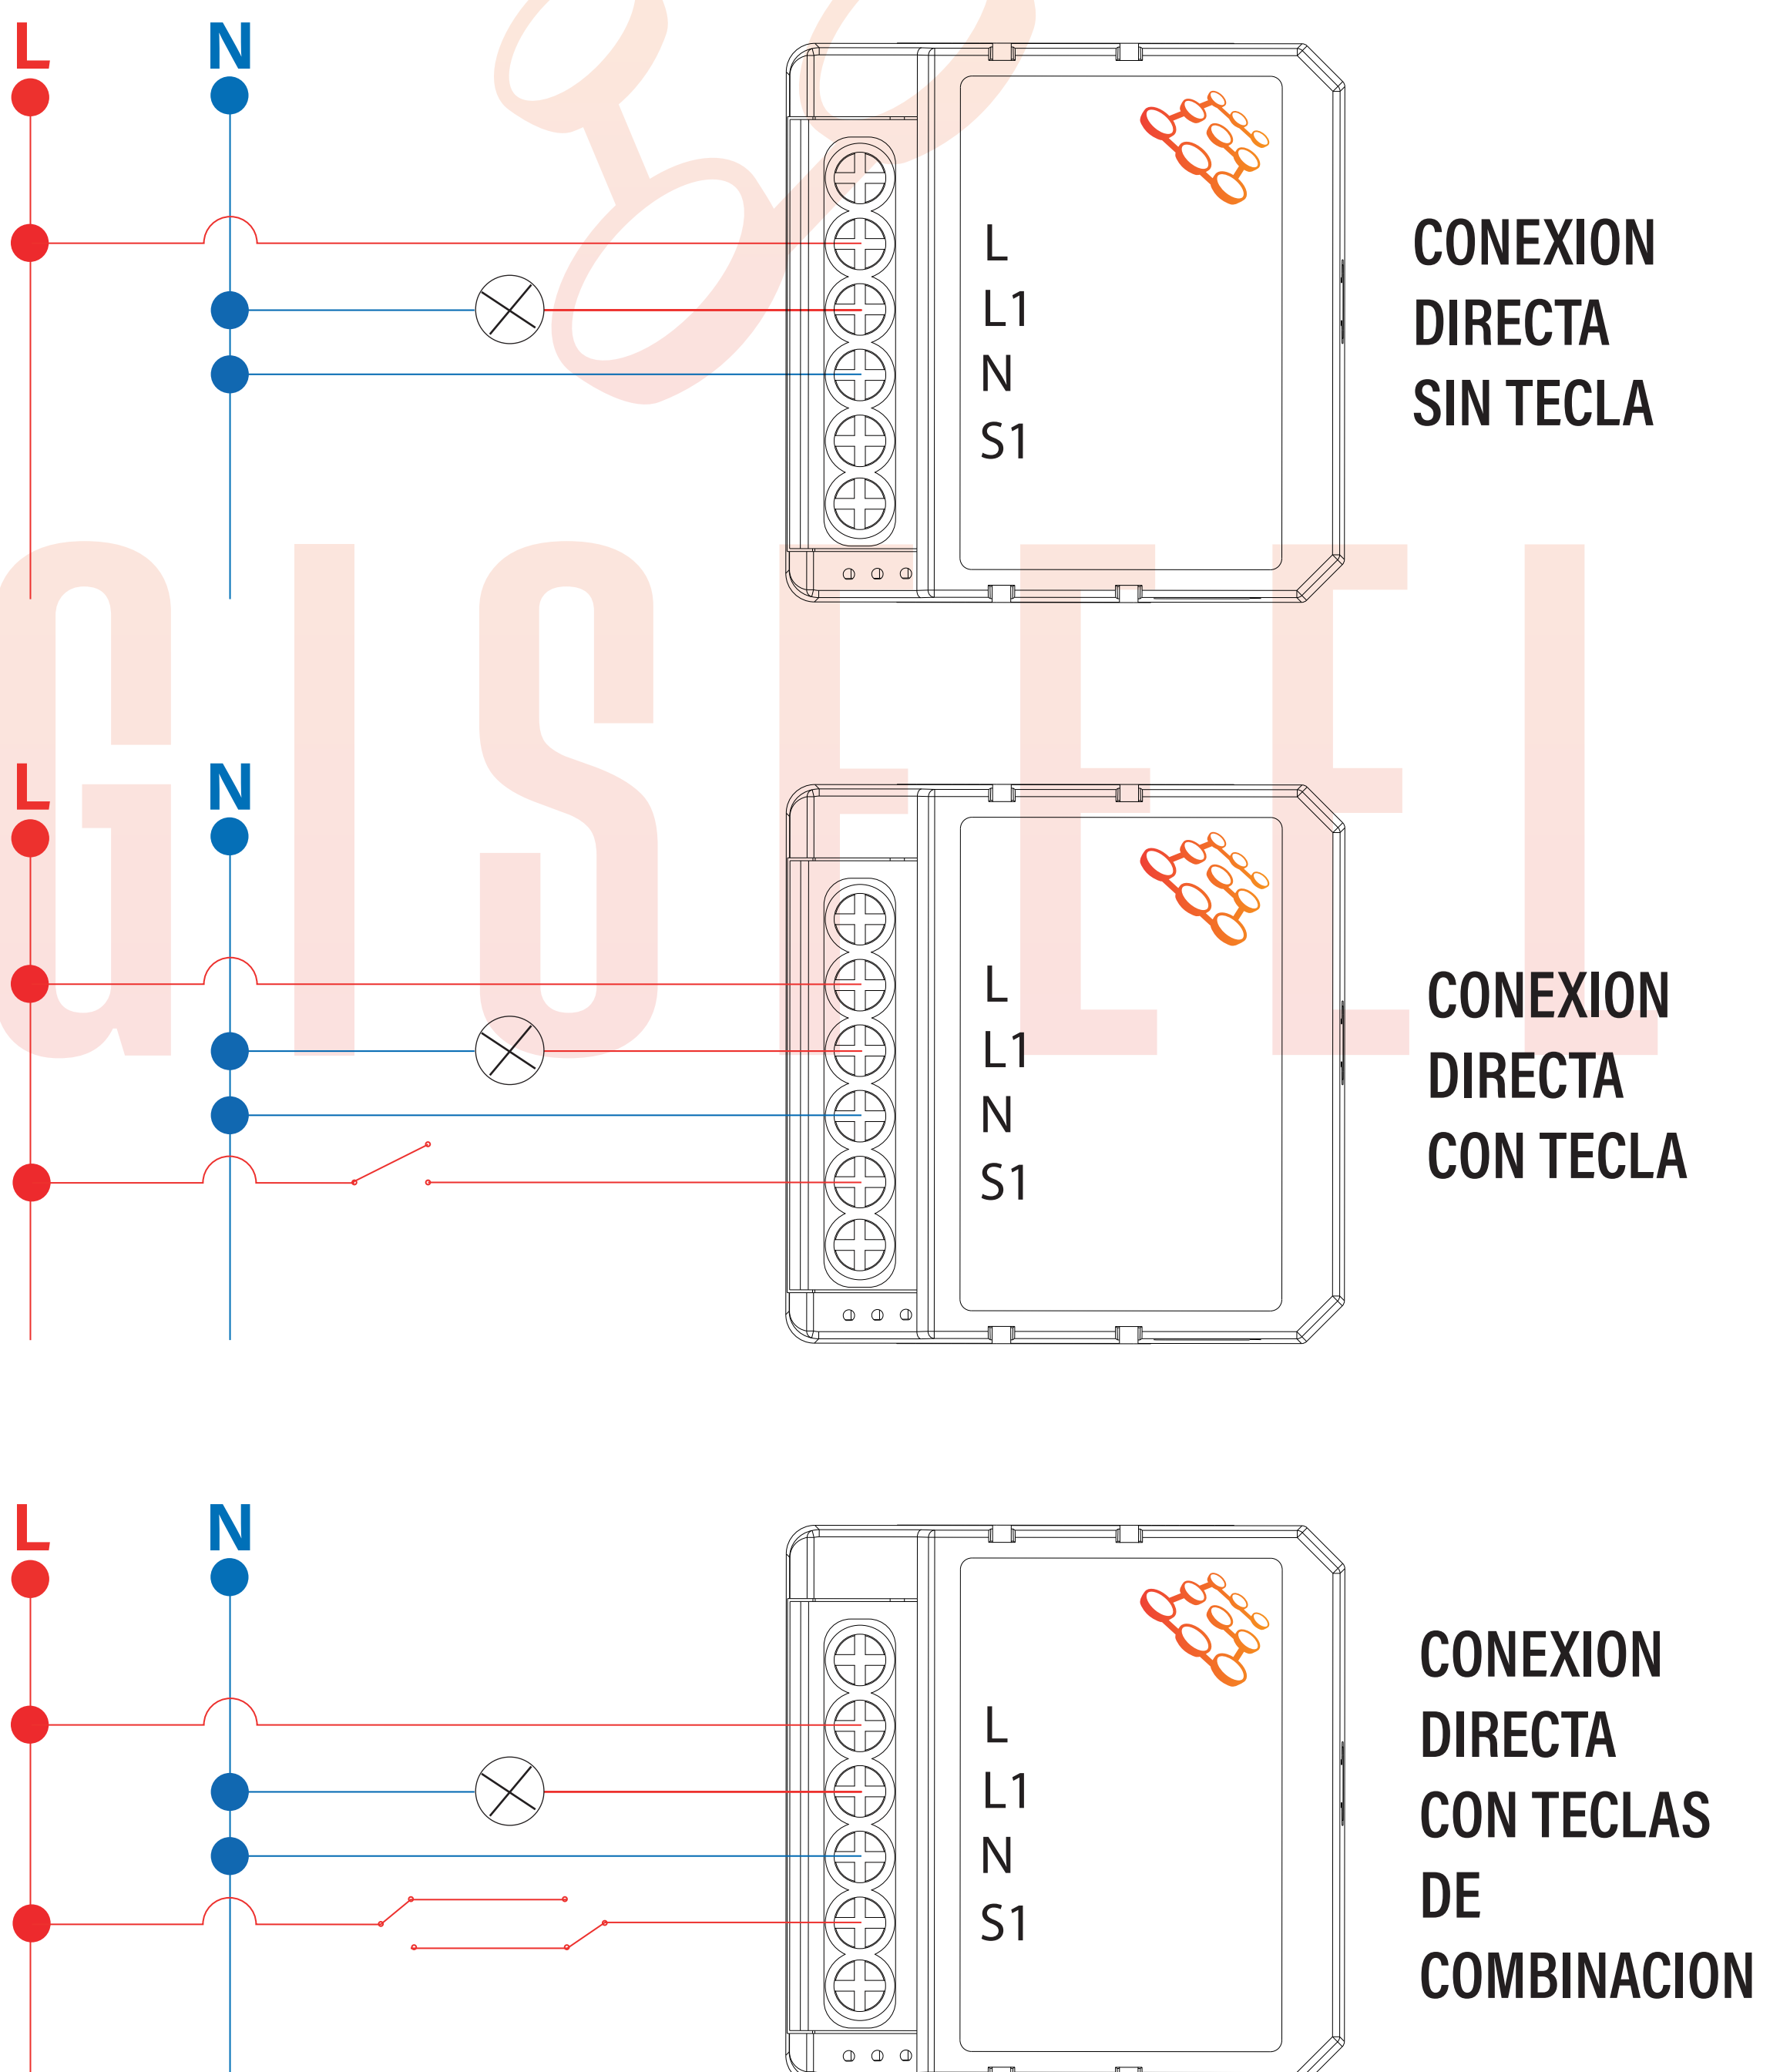 L N
L
L1
N
S1
CONEXION
DIRECTA
SIN TECLA
GISEFEL
L N
L
L1
N
S1
CONEXION
DIRECTA
CON TECLA
L N
L
L1
N
S1
CONEXION
DIRECTA
CON TECLAS
DE
COMBINACION